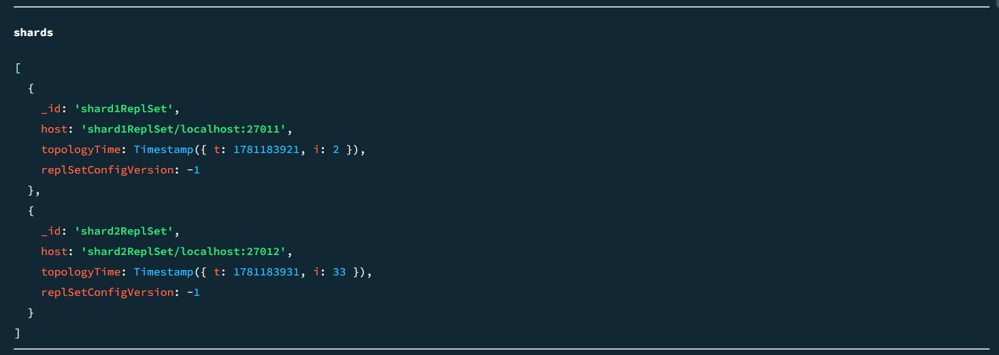 shards
[
  {
    _id: 'shard1ReplSet',
    host: 'shard1ReplSet/localhost:27011',
    topologyTime: Timestamp({ t: 1781183921, i: 2 }),
    replSetConfigVersion: -1
  },
  {
    _id: 'shard2ReplSet',
    host: 'shard2ReplSet/localhost:27012',
    topologyTime: Timestamp({ t: 1781183931, i: 33 }),
    replSetConfigVersion: -1
  }
]